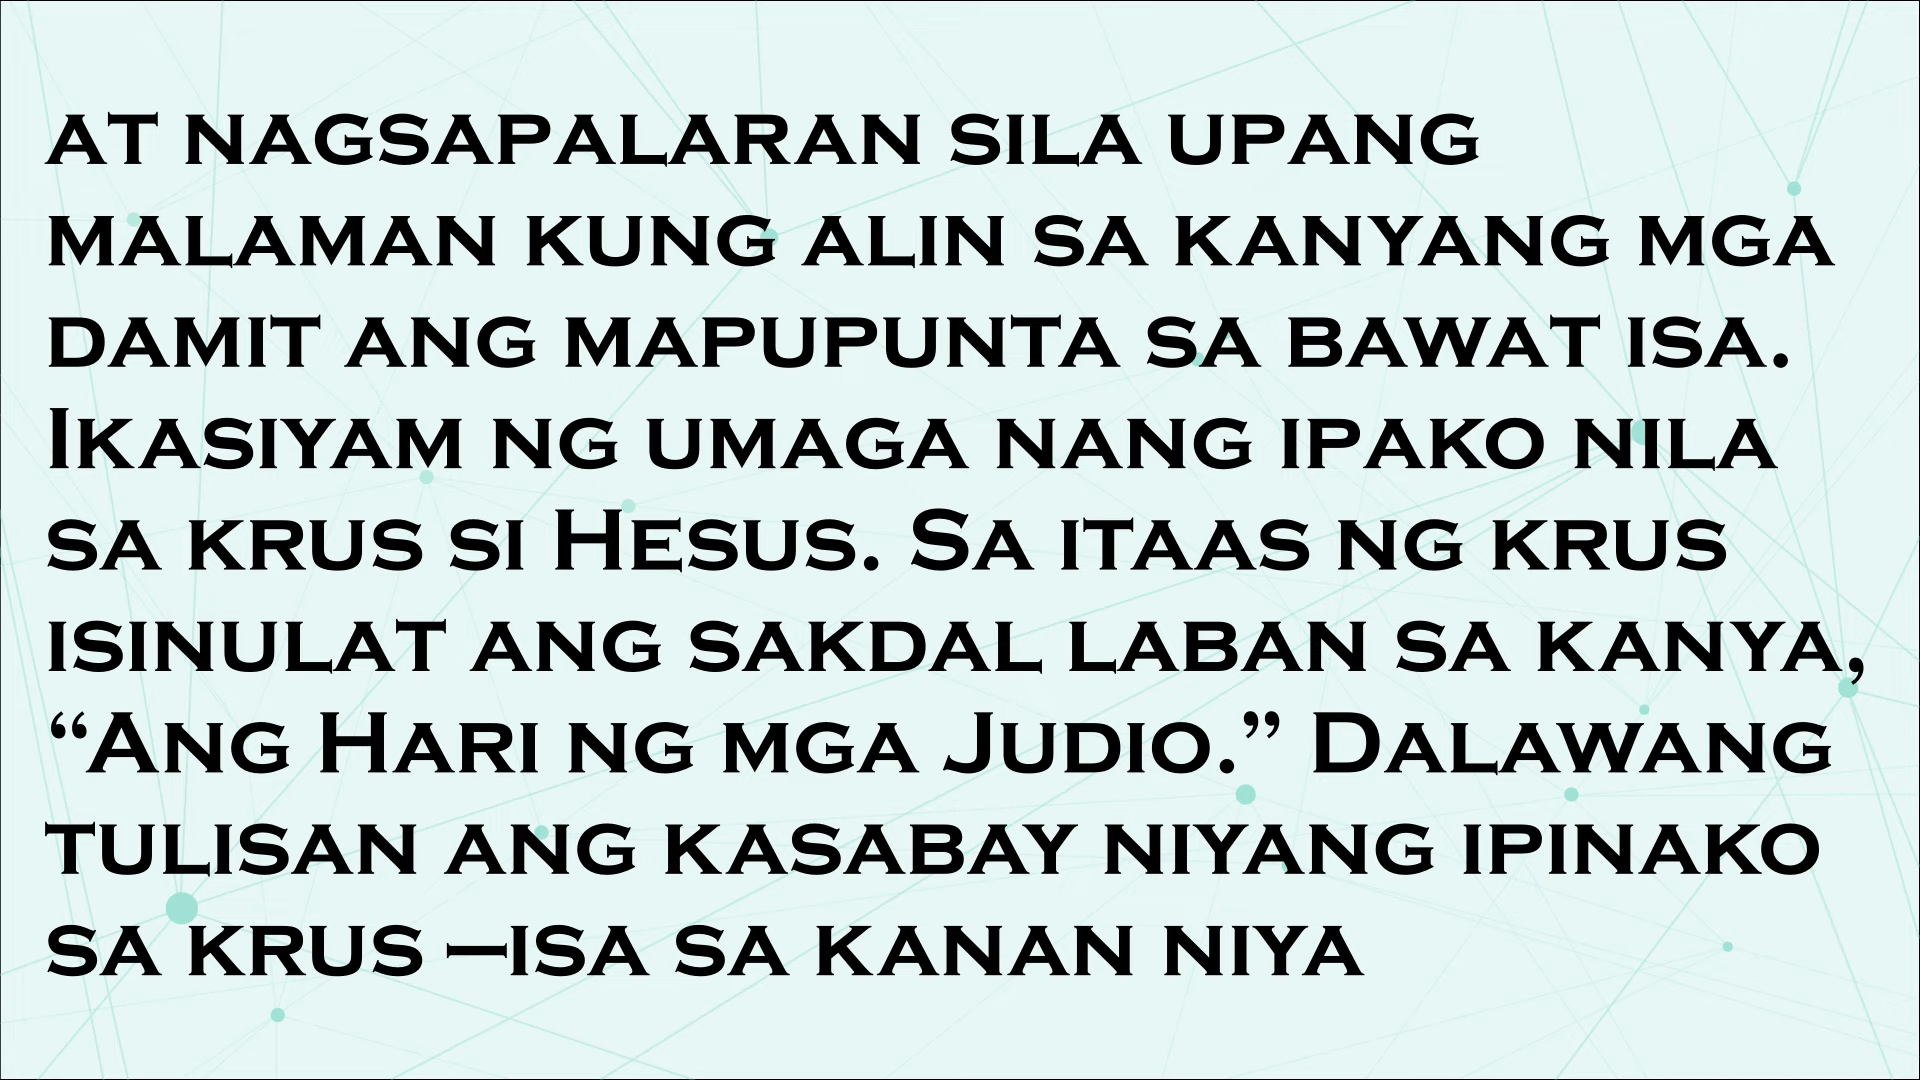 at nagsapalaran sila upang
malaman kung alin sa kanyang mga
damit ang mapupunta sa bawat isa.
Ikasiyam ng umaga nang ipako nila
sa krus si Hesus. Sa itaas ng krus
isinulat ang sakdal laban sa kanya,
“Ang Hari ng mga Judio.” Dalawang
tulisan ang kasabay niyang ipinako
sa krus —isa sa kanan niya